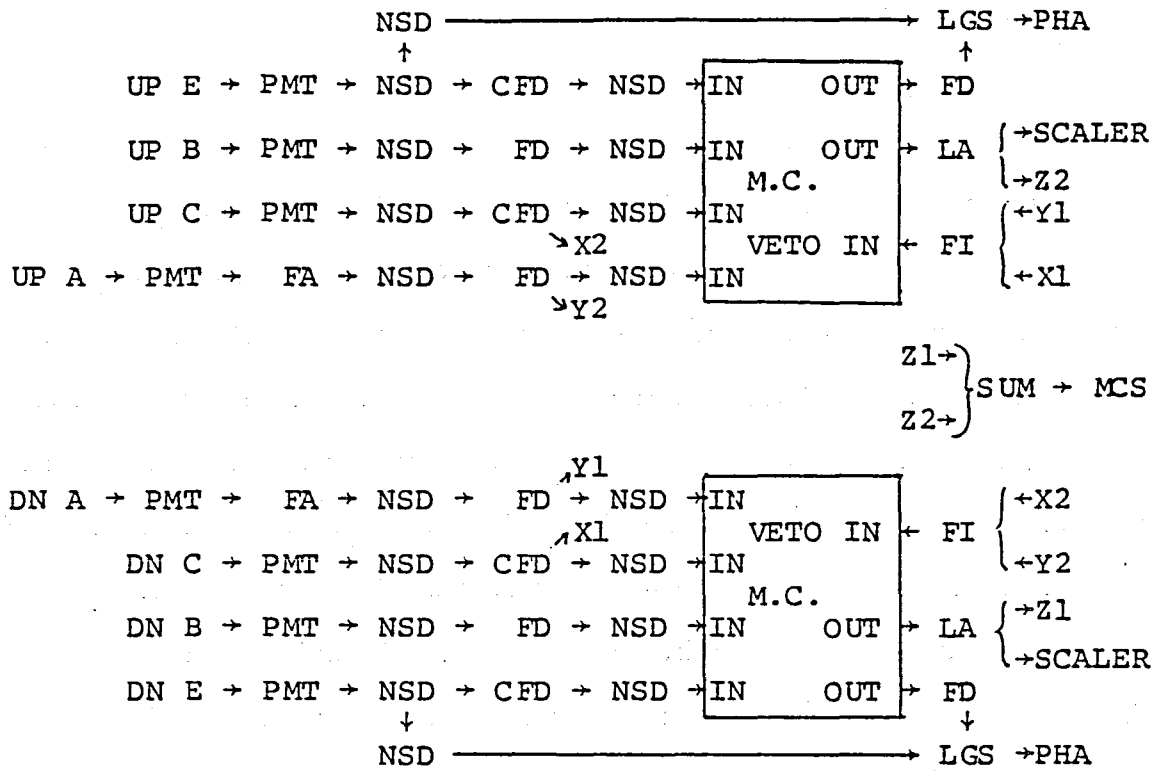 NSD → LGS → PHA
↑ ↑
UP E → PMT → NSD → CFD → NSD → IN OUT → FD
UP B → PMT → NSD → FD → NSD → IN OUT → LA { → SCALER
→ Z2
M.C.
UP C → PMT → NSD → CFD → NSD → IN { ← Y1
↘ X2 VETO IN ← FI
UP A → PMT → FA → NSD → FD → NSD → IN ← X1
↘ Y2
Z1 →
} SUM → MCS
Z2 →
↗ Y1
DN A → PMT → FA → NSD → FD → NSD → IN { ← X2
↗ X1 VETO IN ← FI
DN C → PMT → NSD → CFD → NSD → IN ← Y2
M.C. { → Z1
DN B → PMT → NSD → FD → NSD → IN OUT → LA
→ SCALER
DN E → PMT → NSD → CFD → NSD → IN OUT → FD
↓ ↓
NSD → LGS → PHA